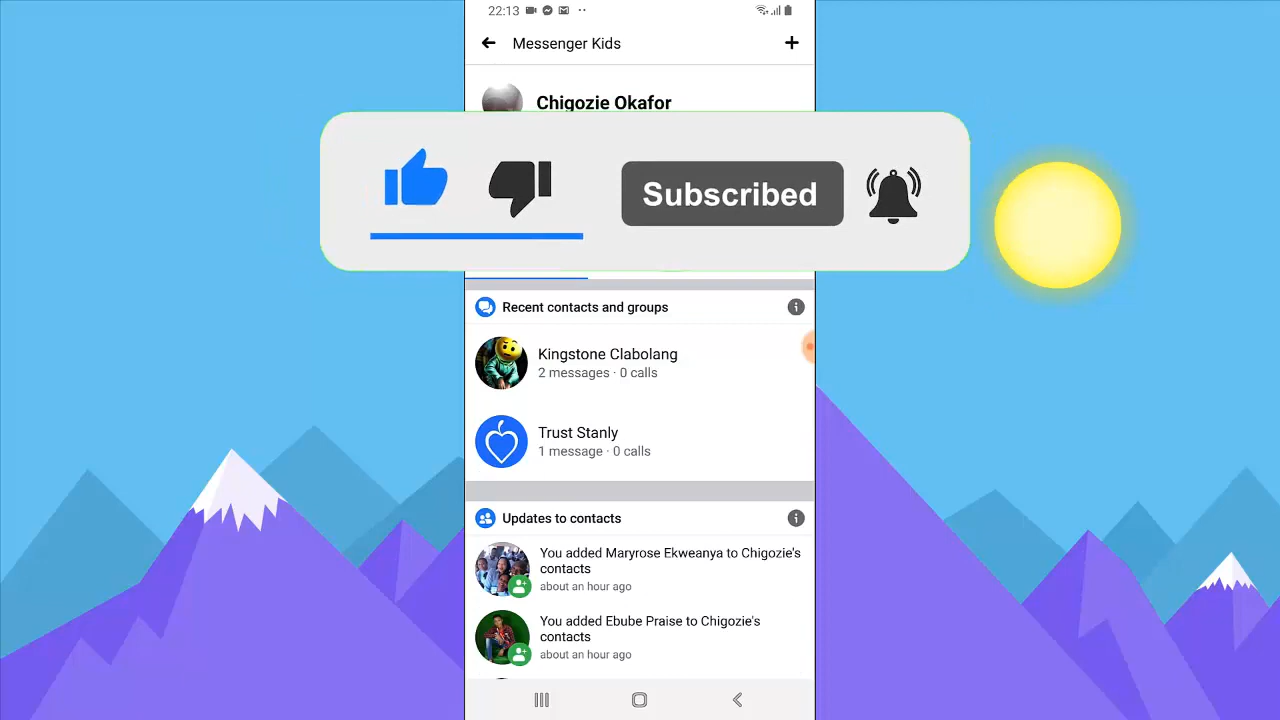 22:13
Messenger Kids
Chigozie Okafor
Subscribed
Recent contacts and groups
Kingstone Clabolang
2 messages · 0 calls
Trust Stanly
1 message · 0 calls
Updates to contacts
You added Maryrose Ekweanya to Chigozie's
contacts
about an hour ago
You added Ebube Praise to Chigozie's
contacts
about an hour ago